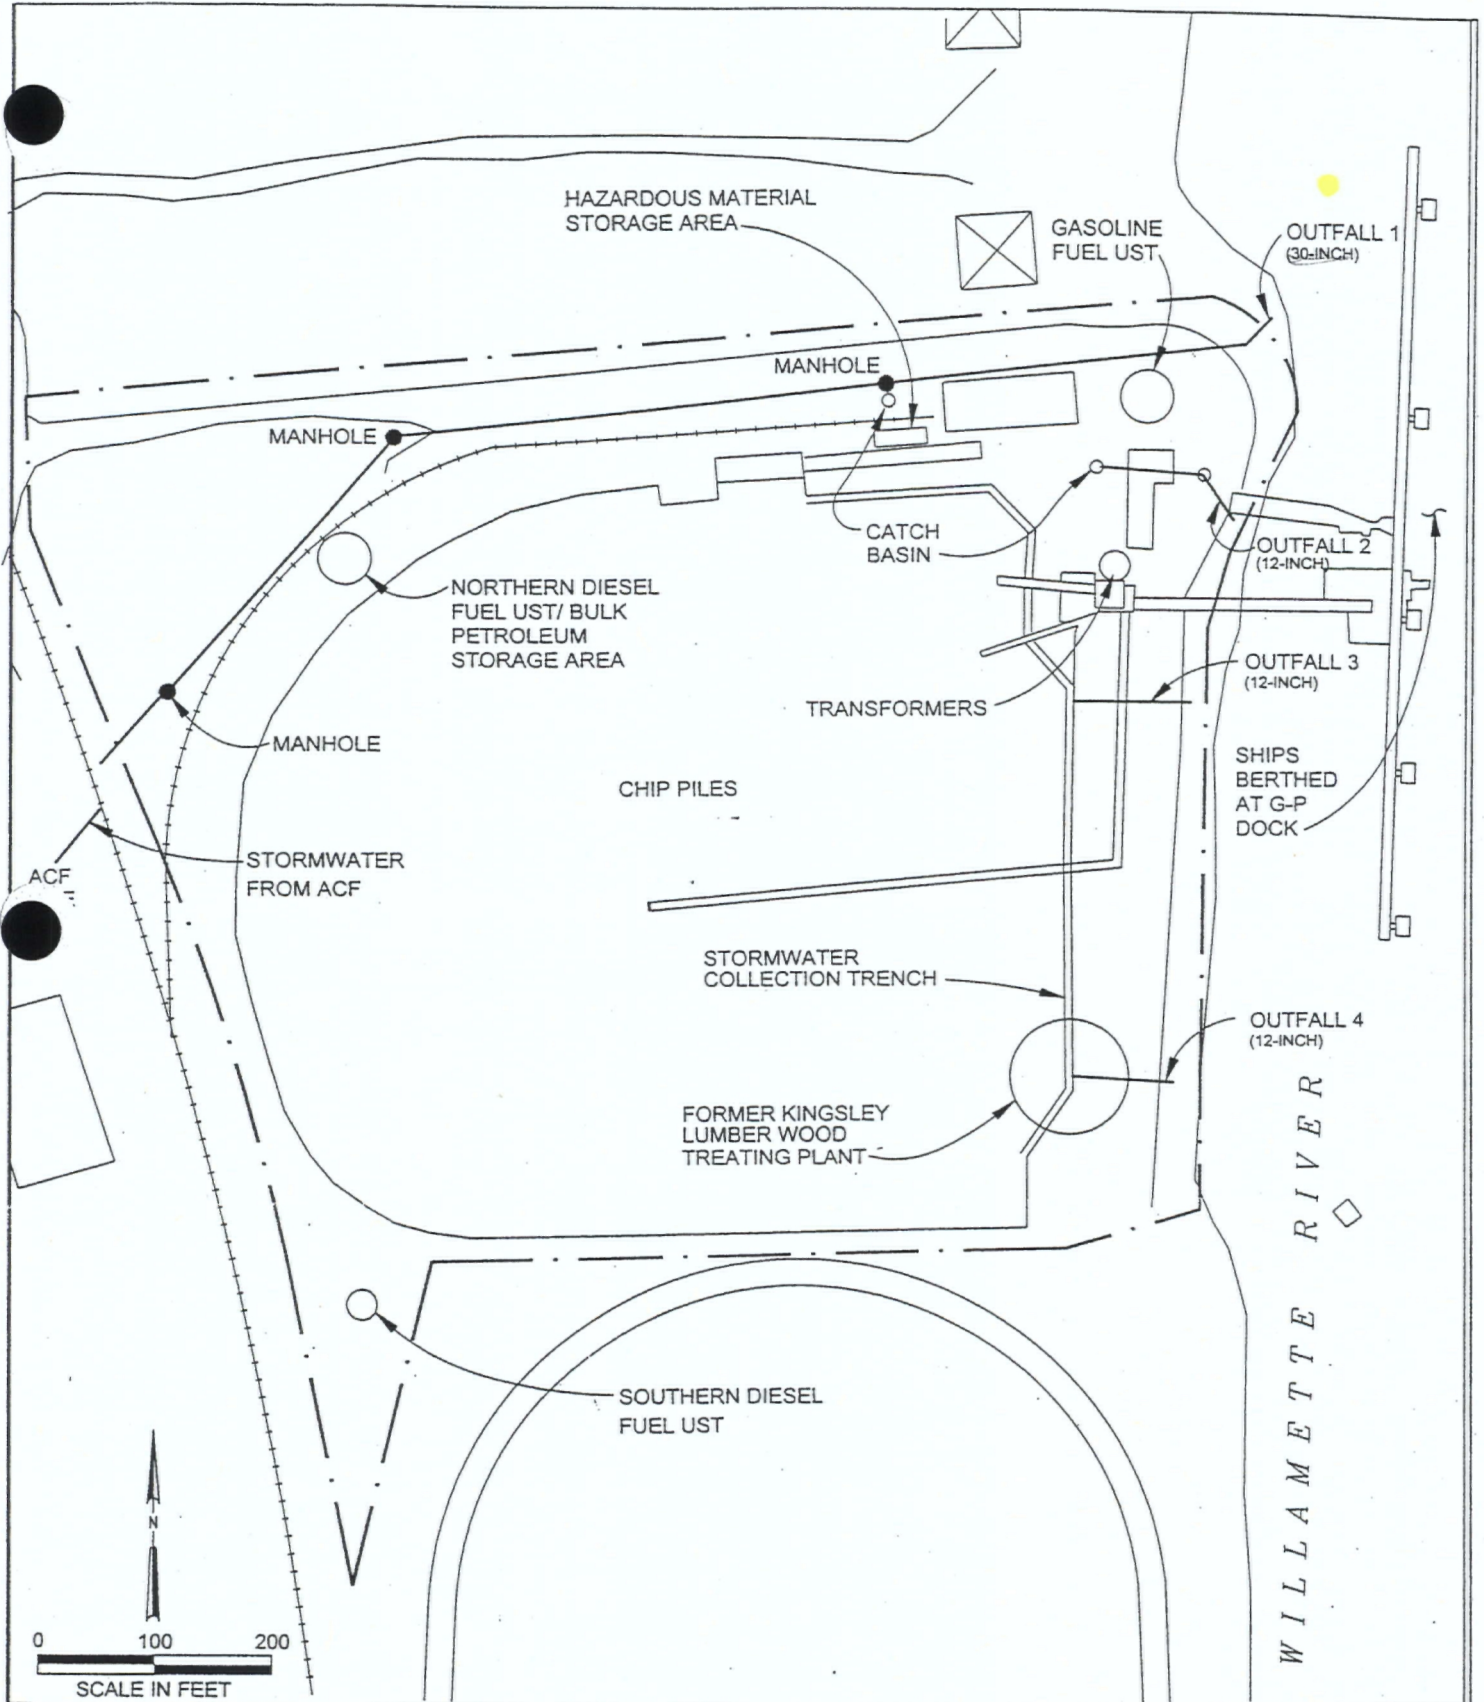 HAZARDOUS MATERIAL
STORAGE AREA
GASOLINE
FUEL UST
OUTFALL 1
(30-INCH)
MANHOLE
MANHOLE
CATCH
BASIN
OUTFALL 2
(12-INCH)
NORTHERN DIESEL
FUEL UST/ BULK
PETROLEUM
STORAGE AREA
OUTFALL 3
(12-INCH)
TRANSFORMERS
MANHOLE
SHIPS
BERTHED
AT G-P
DOCK
CHIP PILES
STORMWATER
FROM ACF
ACF
STORMWATER
COLLECTION TRENCH
OUTFALL 4
(12-INCH)
FORMER KINGSLEY
LUMBER WOOD
TREATING PLANT
WILLAMETTE RIVER
SOUTHERN DIESEL
FUEL UST
N
0 100 200
SCALE IN FEET